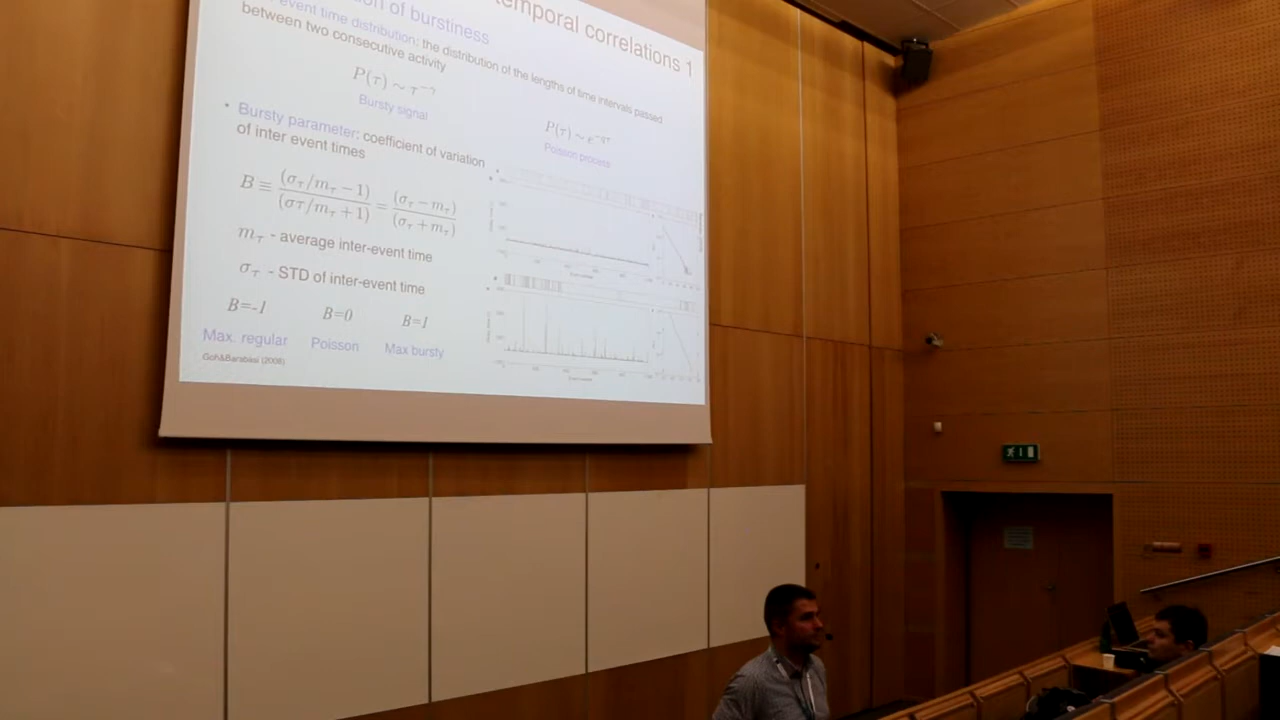 temporal correlations 1
of burstiness
event time distribution: the distribution of the lengths of time intervals passed
between two consecutive activity
P(τ) ∼ τ^{−γ}
Bursty signal
P(τ) ∼ e^{−qτ}
Poisson process
• Bursty parameter: coefficient of variation
of inter event times
B ≡ (σ_τ/m_τ − 1)/(στ/m_τ + 1) = (σ_τ − m_τ)/(σ_τ + m_τ)
m_τ - average inter-event time
σ_τ - STD of inter-event time
B=-1 B=0 B=1
Max. regular Poisson Max bursty
Goh&Barabási (2008)